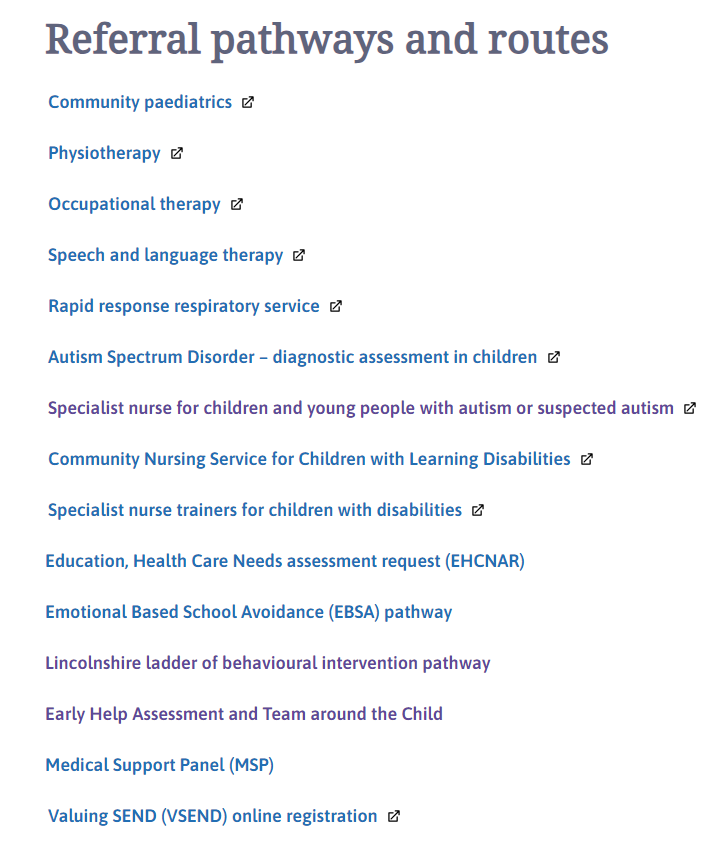 Referral pathways and routes
Community paediatrics
Physiotherapy
Occupational therapy
Speech and language therapy
Rapid response respiratory service
Autism Spectrum Disorder – diagnostic assessment in children
Specialist nurse for children and young people with autism or suspected autism
Community Nursing Service for Children with Learning Disabilities
Specialist nurse trainers for children with disabilities
Education, Health Care Needs assessment request (EHCNAR)
Emotional Based School Avoidance (EBSA) pathway
Lincolnshire ladder of behavioural intervention pathway
Early Help Assessment and Team around the Child
Medical Support Panel (MSP)
Valuing SEND (VSEND) online registration